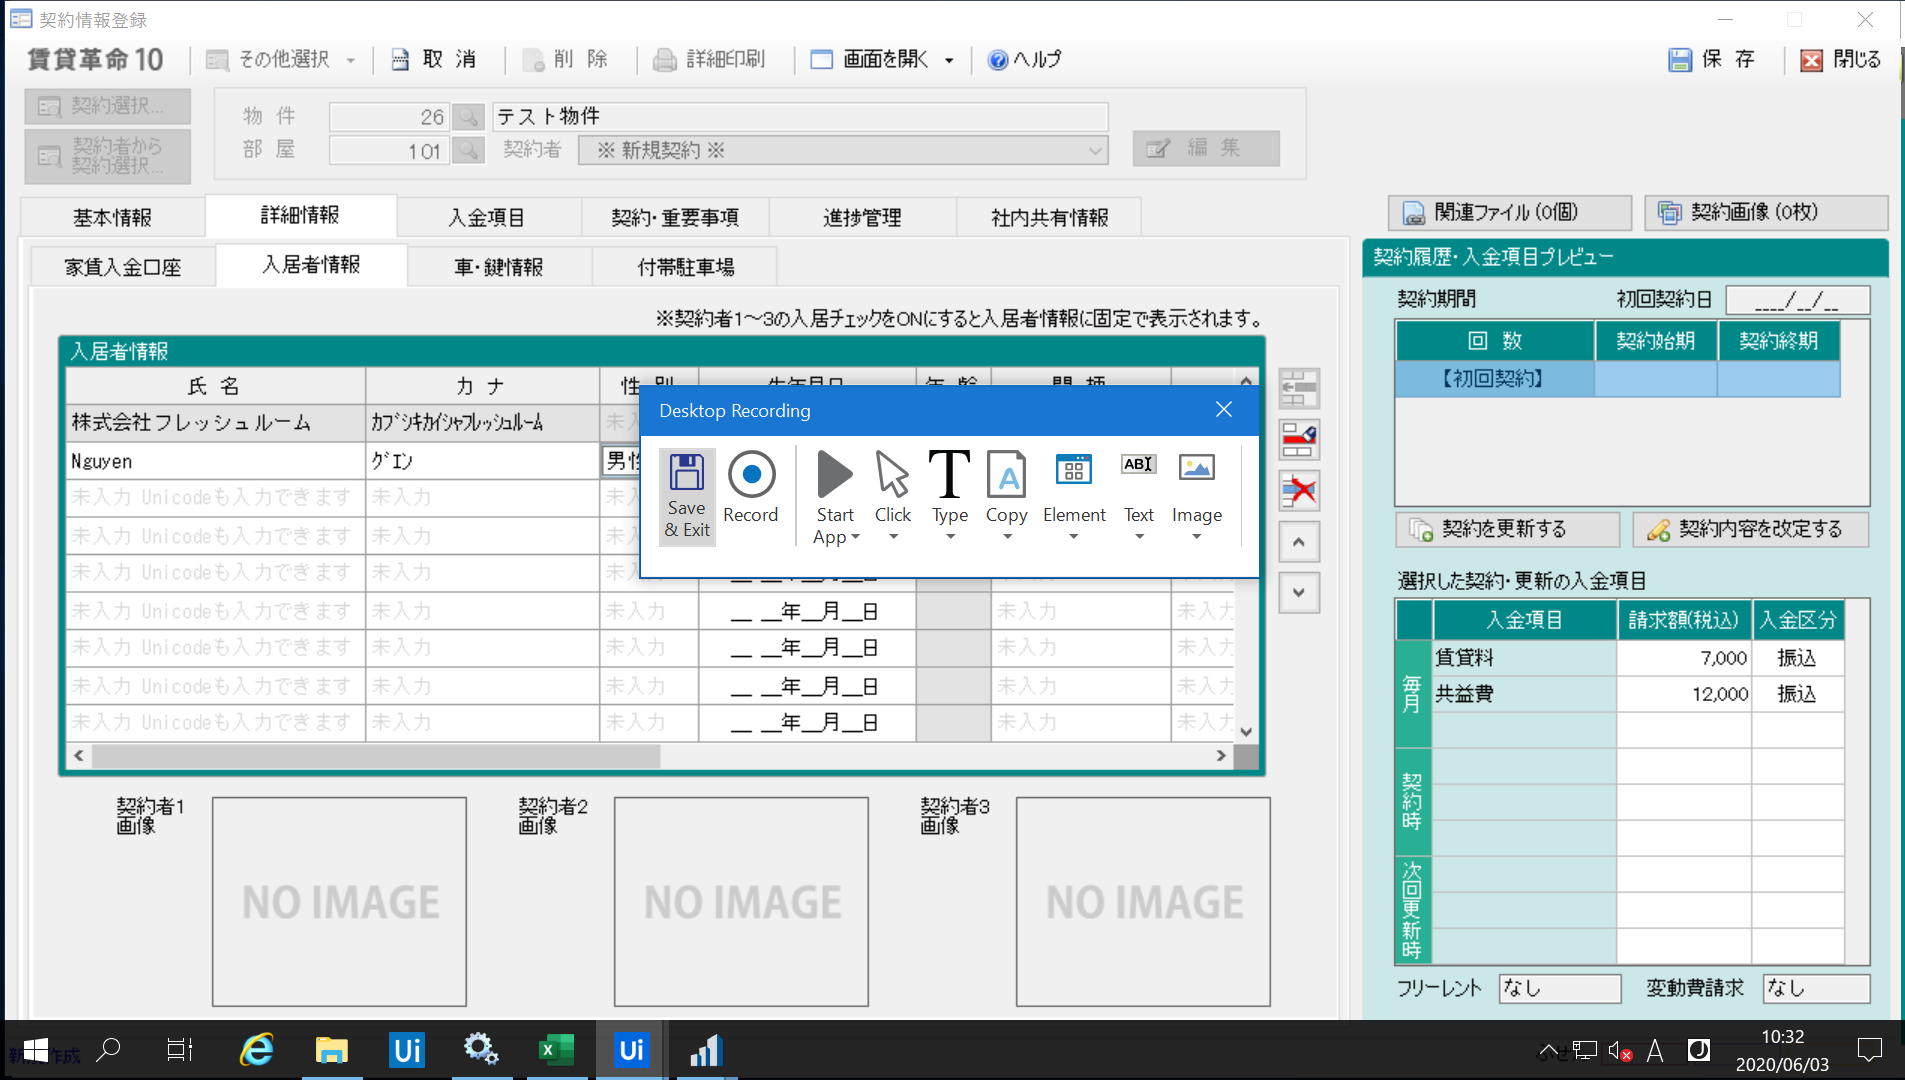 契約情報登録
賃貸革命10
その他選択
取 消
削 除
詳細印刷
画面を開く
ヘルプ
保 存
閉じる
契約選択...
契約者から
契約選択...
物 件
26
テスト物件
部 屋
101
契約者
※ 新規契約 ※
編 集
基本情報
詳細情報
入金項目
契約・重要事項
進捗管理
社内共有情報
関連ファイル (0個)
契約画像 (0枚)
家賃入金口座
入居者情報
車・鍵情報
付帯駐車場
※契約者1～3の入居チェックをONにすると入居者情報に固定で表示されます。
入居者情報
氏 名
カ ナ
株式会社フレッシュルーム
ｶﾌﾞｼｷｶｲｼｬﾌﾚｯｼｭﾙｰﾑ
Nguyen
ｸﾞｴﾝ
未入力 Unicodeも入力できます
未入力
未入力 Unicodeも入力できます
未入力
未入力 Unicodeも入力できます
未入力
未入力 Unicodeも入力できます
未入力
未入力
__ __年__月__日
未入力
未入力
未入力 Unicodeも入力できます
未入力
未入力
__ __年__月__日
未入力
未入力
未入力 Unicodeも入力できます
未入力
未入力
__ __年__月__日
未入力
未入力
未入力 Unicodeも入力できます
未入力
未入力
__ __年__月__日
未入力
未入力
Desktop Recording
Save
& Exit
Record
Start
App
Click
Type
Copy
Element
Text
Image
ABI
契約者1
画像
NO IMAGE
契約者2
画像
NO IMAGE
契約者3
画像
NO IMAGE
契約履歴・入金項目プレビュー
契約期間
初回契約日
____/__/__
回 数
契約始期
契約終期
【初回契約】
契約を更新する
契約内容を改定する
選択した契約・更新の入金項目
入金項目
請求額(税込)
入金区分
毎月
賃貸料
7,000
振込
共益費
12,000
振込
契約時
次回更新時
フリーレント
なし
変動費請求
なし
Ui
Ui
A
J
10:32
2020/06/03